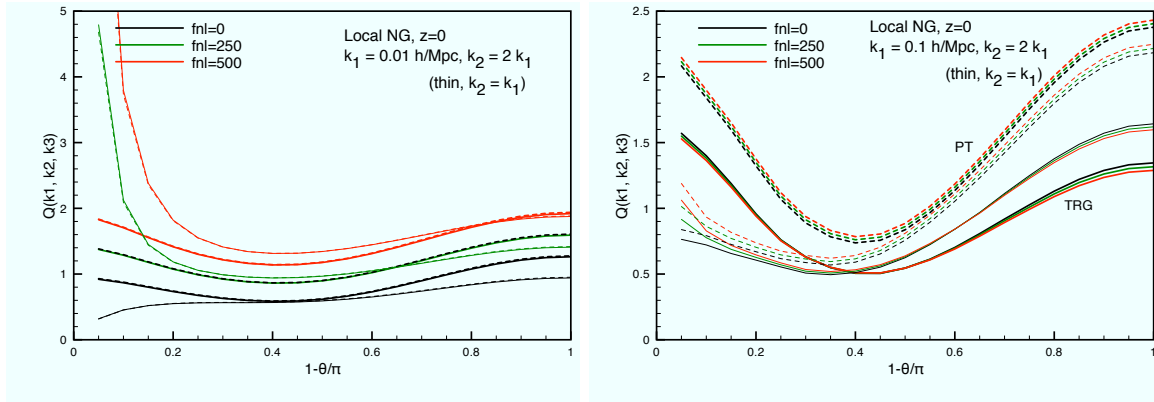 5
4
3
2
1
0
Q(k1, k2, k3)
fnl=0
fnl=250
fnl=500
Local NG, z=0
k1 = 0.01 h/Mpc, k2 = 2 k1
(thin, k2 = k1)
0 0.2 0.4 0.6 0.8 1
1-θ/π
2.5
2
1.5
1
0.5
0
Q(k1, k2, k3)
fnl=0
fnl=250
fnl=500
Local NG, z=0
k1 = 0.1 h/Mpc, k2 = 2 k1
(thin, k2 = k1)
PT
TRG
0 0.2 0.4 0.6 0.8 1
1-θ/π